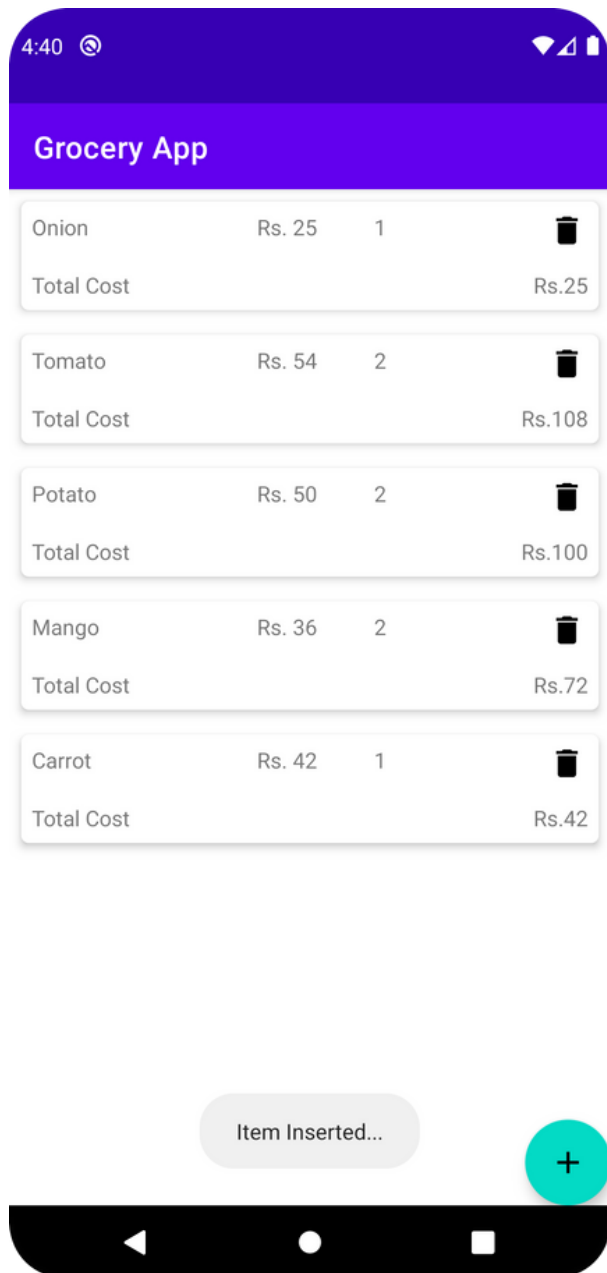 4:40
Grocery App
Onion Rs. 25 1
Total Cost Rs.25
Tomato Rs. 54 2
Total Cost Rs.108
Potato Rs. 50 2
Total Cost Rs.100
Mango Rs. 36 2
Total Cost Rs.72
Carrot Rs. 42 1
Total Cost Rs.42
Item Inserted...
+